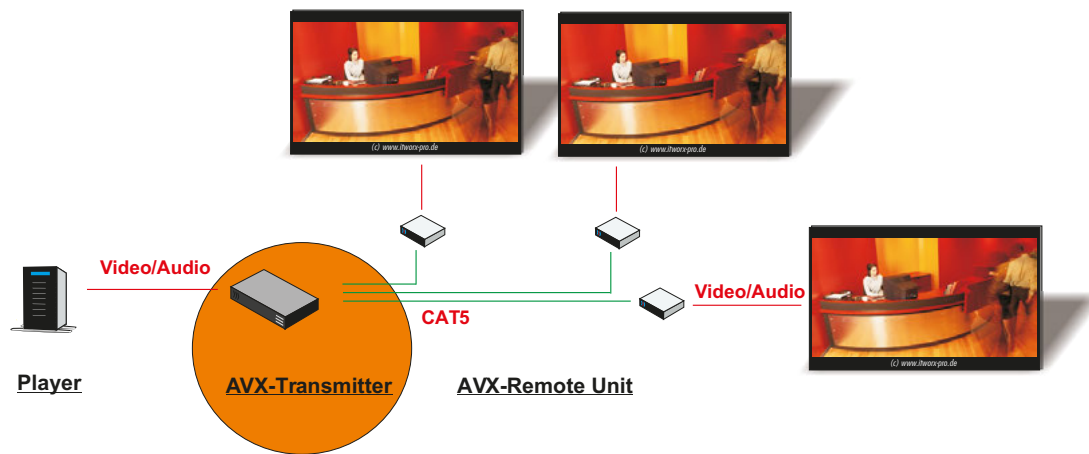 (c) www.itworx-pro.de
(c) www.itworx-pro.de
Video/Audio
Video/Audio
CAT5
(c) www.itworx-pro.de
Player
AVX-Transmitter
AVX-Remote Unit